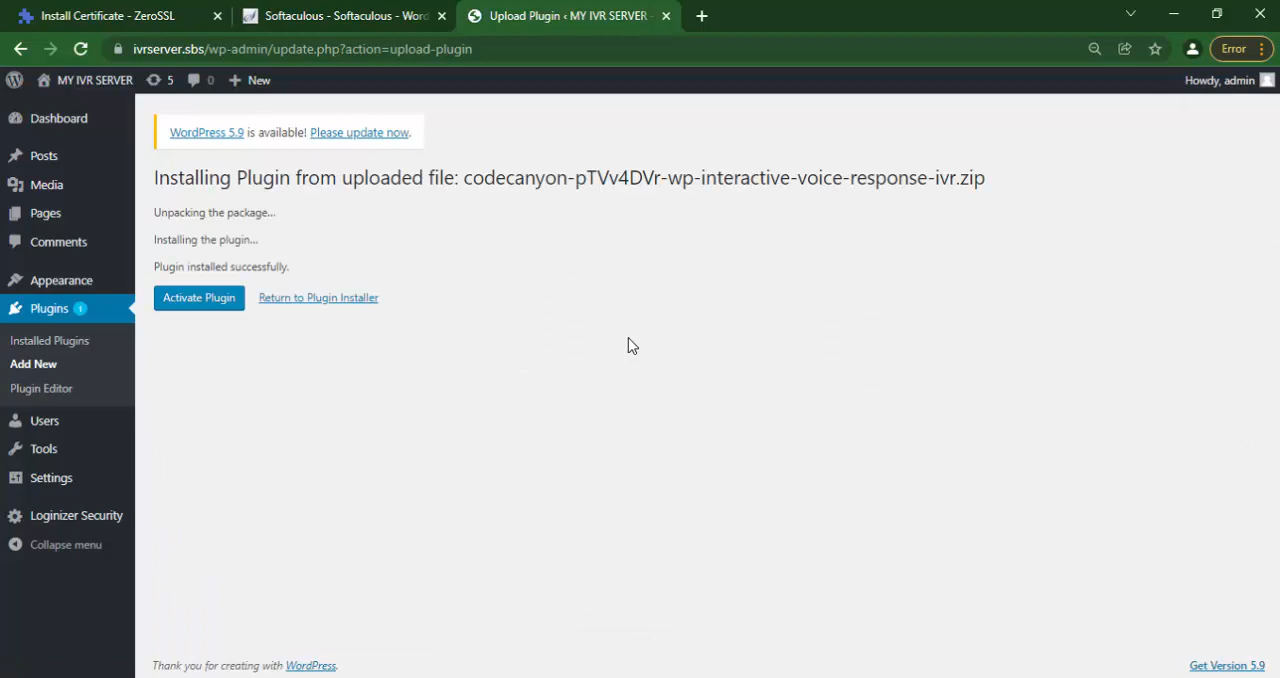 Install Certificate - ZeroSSL
Softaculous - Softaculous - Word
Upload Plugin ‹ MY IVR SERVER -
ivrserver.sbs/wp-admin/update.php?action=upload-plugin
Error
MY IVR SERVER 5 0 New
Howdy, admin
Dashboard
Posts
Media
Pages
Comments
Appearance
Plugins 1
Installed Plugins
Add New
Plugin Editor
Users
Tools
Settings
Loginizer Security
Collapse menu
WordPress 5.9 is available! Please update now.
Installing Plugin from uploaded file: codecanyon-pTVv4DVr-wp-interactive-voice-response-ivr.zip
Unpacking the package...
Installing the plugin...
Plugin installed successfully.
Activate Plugin Return to Plugin Installer
Thank you for creating with WordPress.
Get Version 5.9